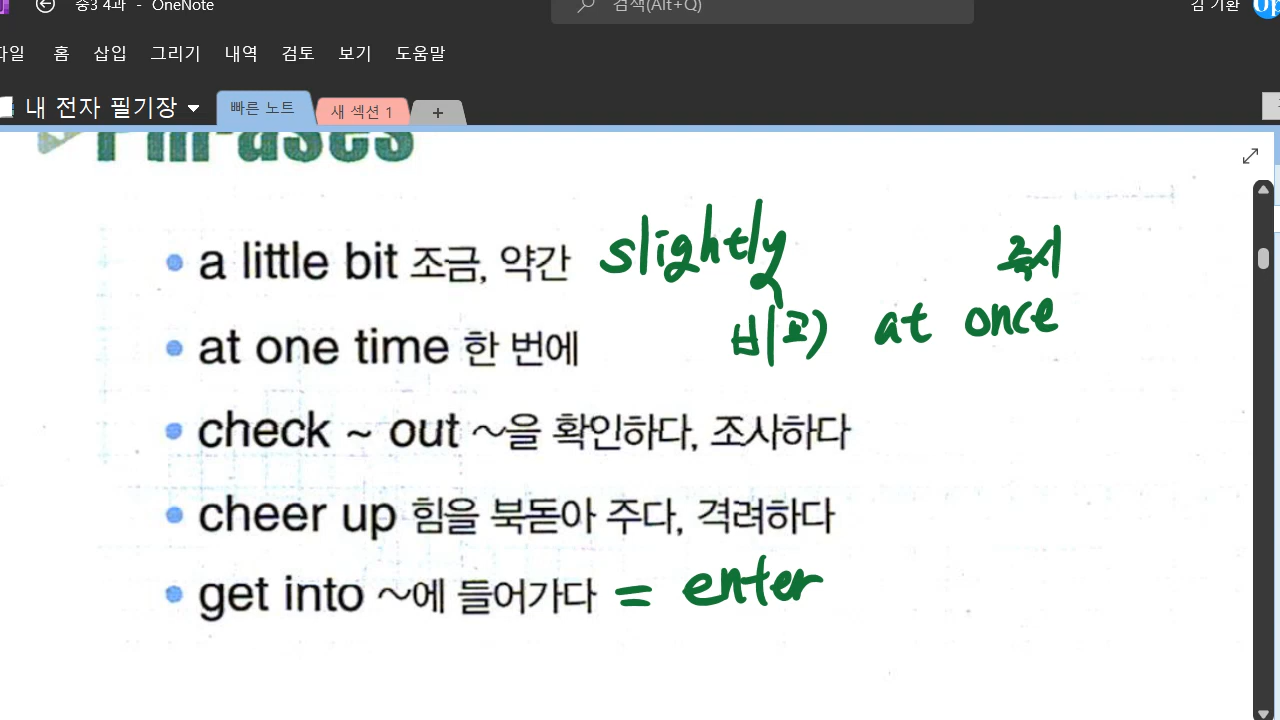 중3 4과 - OneNote
검색(Alt+Q)
김 기환
파일 홈 삽입 그리기 내역 검토 보기 도움말
내 전자 필기장 빠른 노트 새 섹션 1 +
Phrases
• a little bit 조금, 약간 slightly
즉시
• at one time 한 번에 비(교) at once
• check ~ out ~을 확인하다, 조사하다
• cheer up 힘을 북돋아 주다, 격려하다
• get into ~에 들어가다 = enter